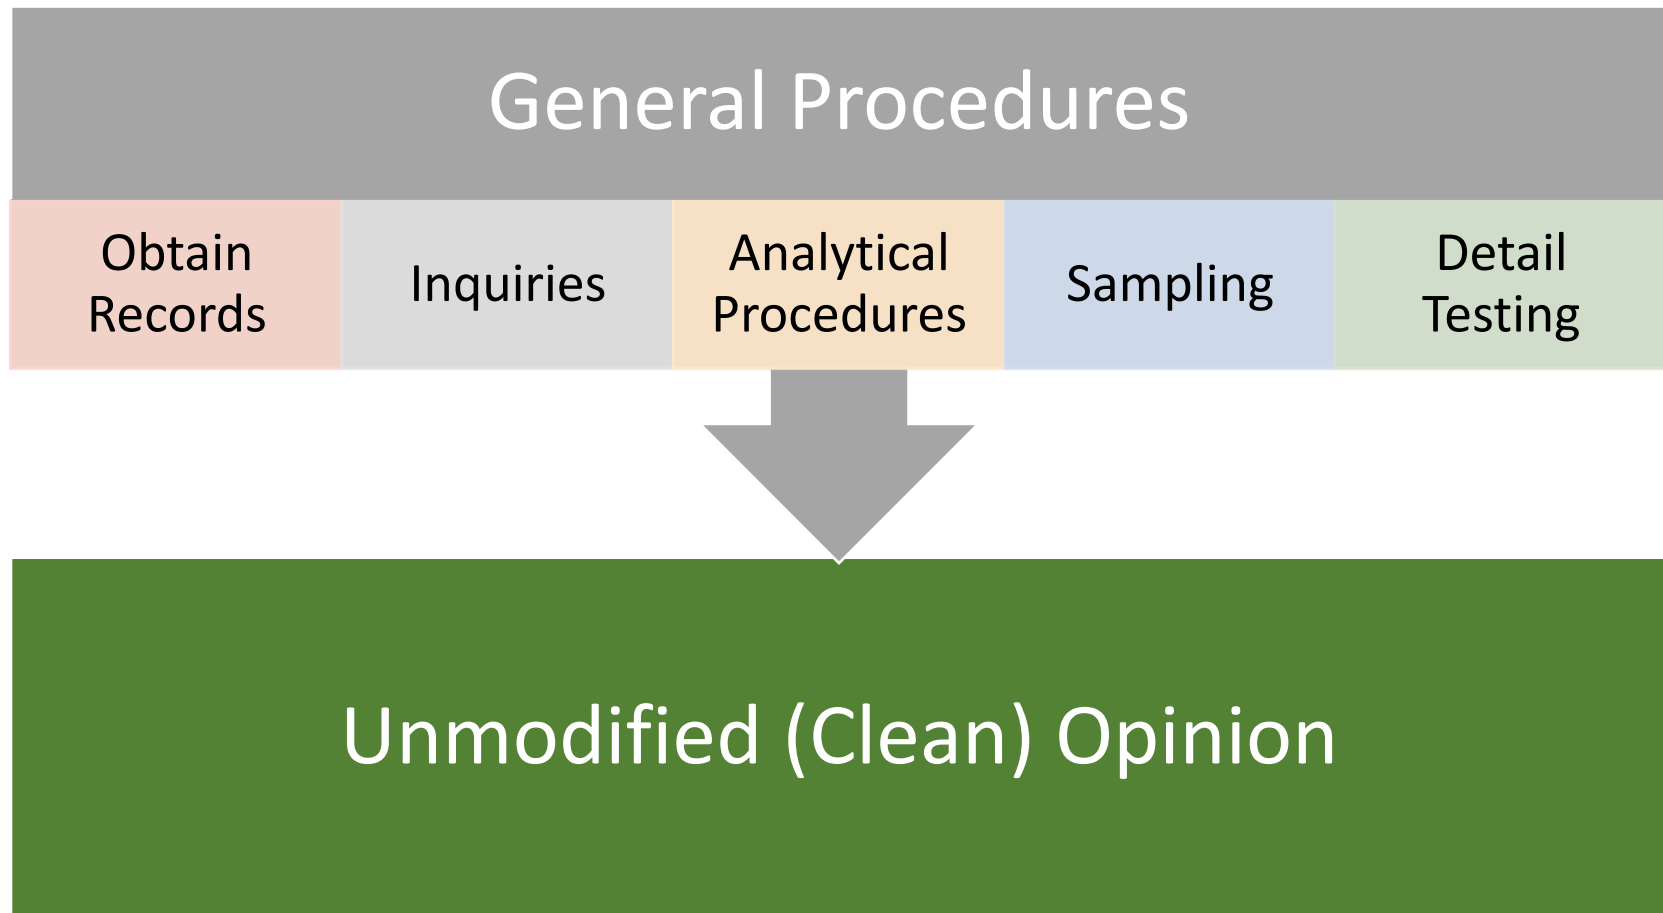 General Procedures
Obtain
Records
Inquiries
Analytical
Procedures
Sampling
Detail
Testing
Unmodified (Clean) Opinion